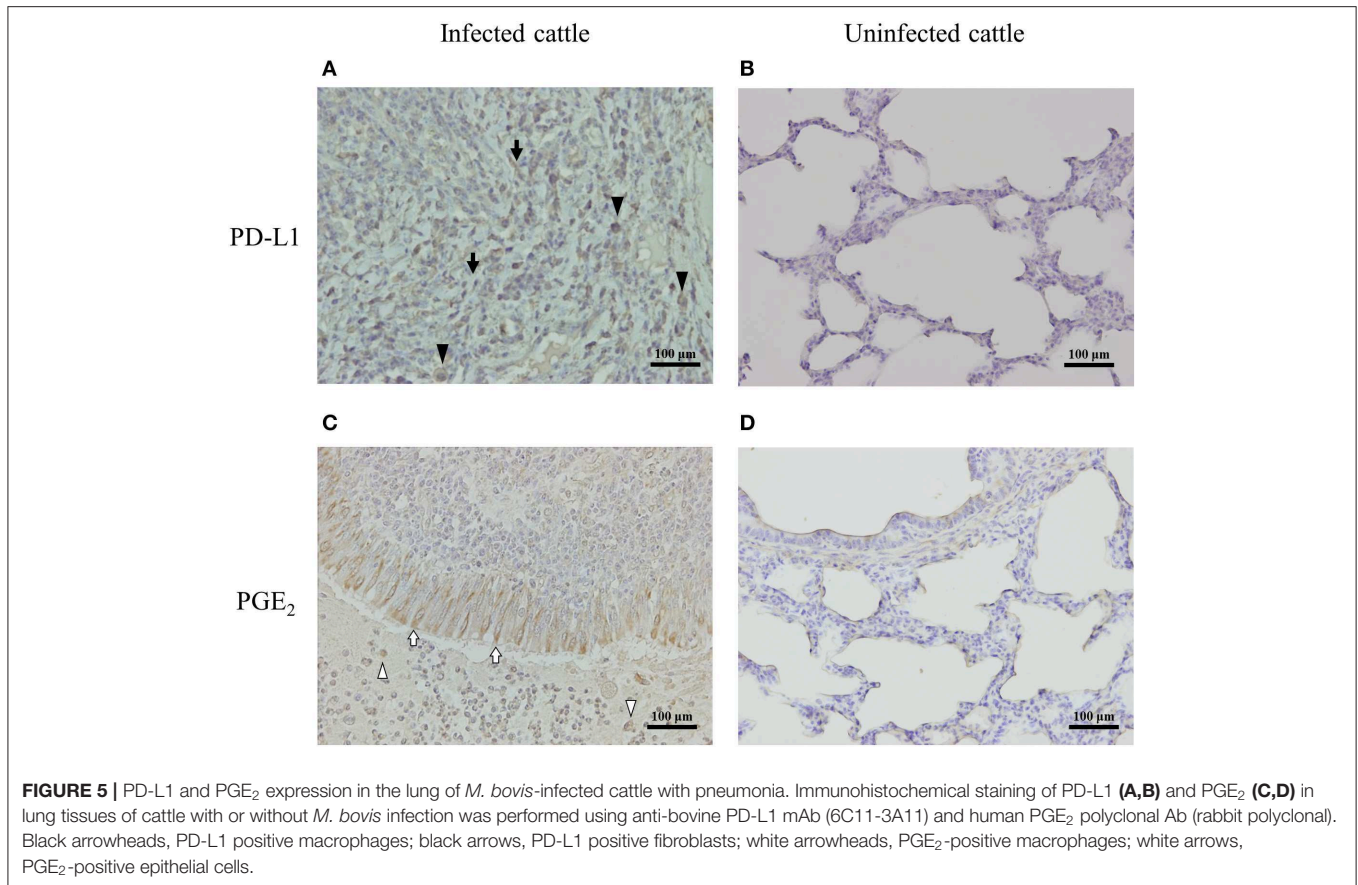 Infected cattle
Uninfected cattle
A
B
PD-L1
100 µm
100 µm
C
D
PGE₂
100 µm
100 µm
FIGURE 5 | PD-L1 and PGE₂ expression in the lung of M. bovis-infected cattle with pneumonia. Immunohistochemical staining of PD-L1 (A,B) and PGE₂ (C,D) in
lung tissues of cattle with or without M. bovis infection was performed using anti-bovine PD-L1 mAb (6C11-3A11) and human PGE₂ polyclonal Ab (rabbit polyclonal).
Black arrowheads, PD-L1 positive macrophages; black arrows, PD-L1 positive fibroblasts; white arrowheads, PGE₂-positive macrophages; white arrows,
PGE₂-positive epithelial cells.